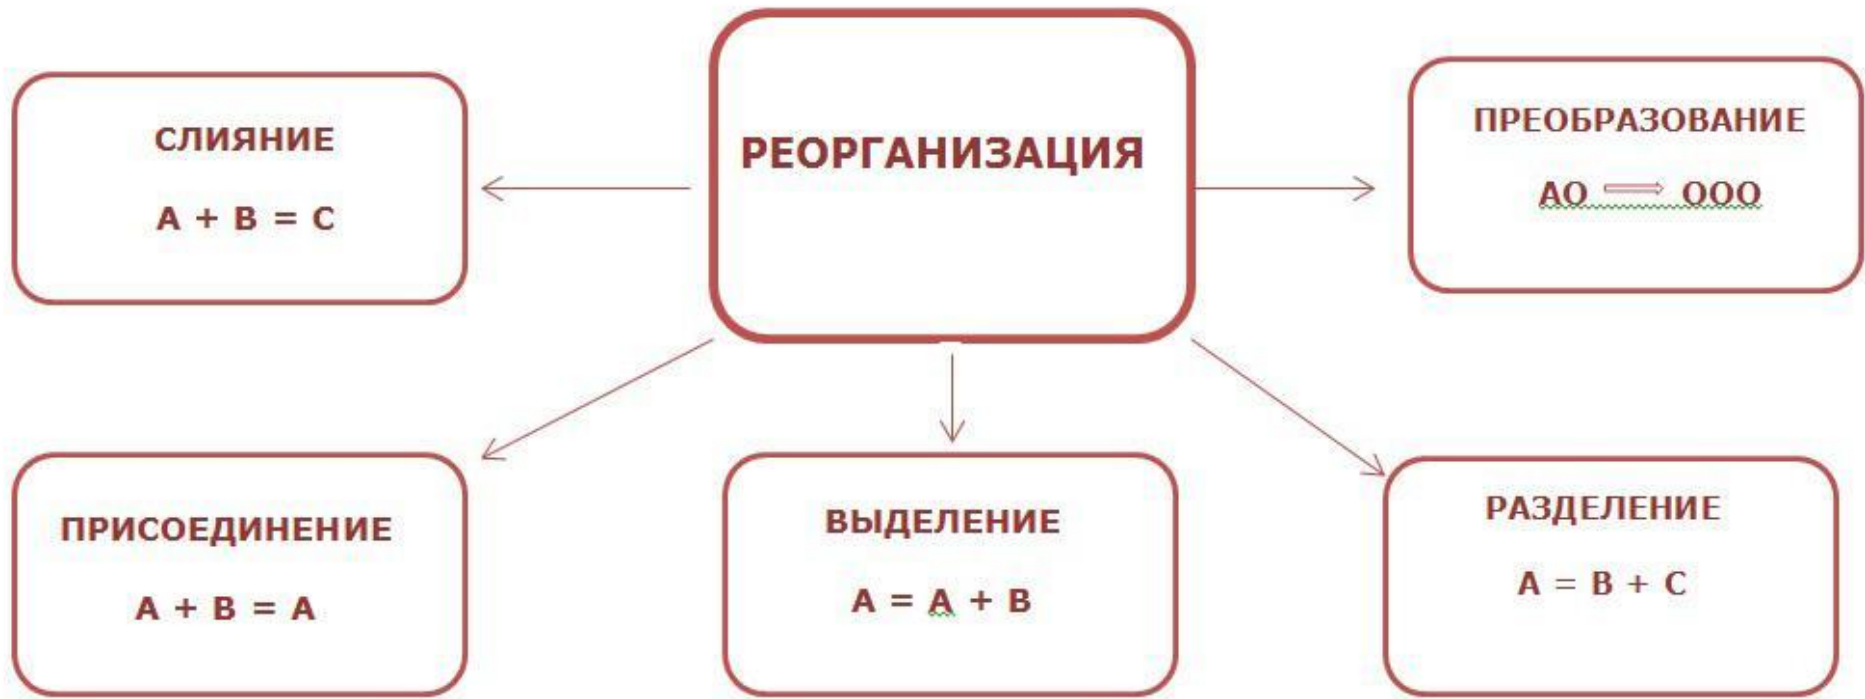 РЕОРГАНИЗАЦИЯ
СЛИЯНИЕ
А + В = С
ПРЕОБРАЗОВАНИЕ
АО ООО
ПРИСОЕДИНЕНИЕ
А + В = А
ВЫДЕЛЕНИЕ
А = А + В
РАЗДЕЛЕНИЕ
А = В + С